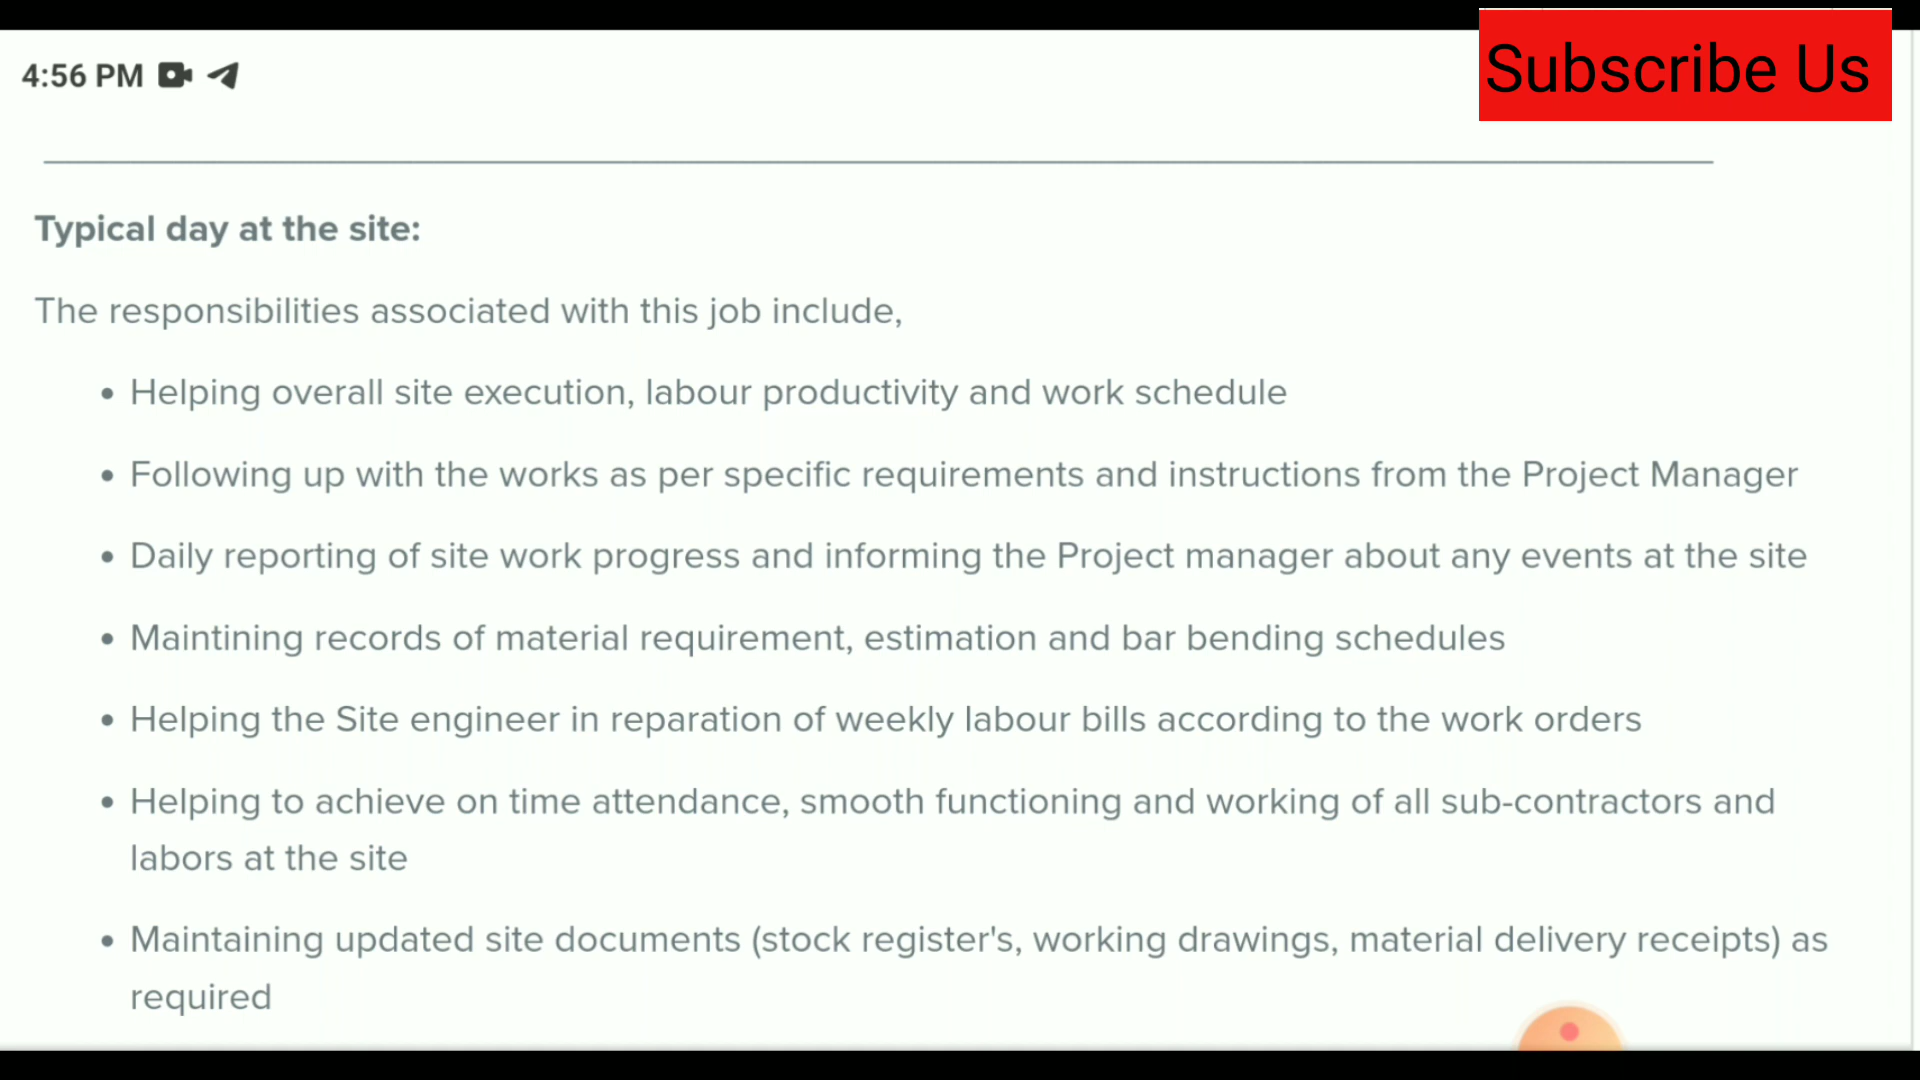 4:56 PM
Subscribe Us
Typical day at the site:
The responsibilities associated with this job include,
• Helping overall site execution, labour productivity and work schedule
• Following up with the works as per specific requirements and instructions from the Project Manager
• Daily reporting of site work progress and informing the Project manager about any events at the site
• Maintining records of material requirement, estimation and bar bending schedules
• Helping the Site engineer in reparation of weekly labour bills according to the work orders
• Helping to achieve on time attendance, smooth functioning and working of all sub-contractors and
labors at the site
• Maintaining updated site documents (stock register's, working drawings, material delivery receipts) as
required